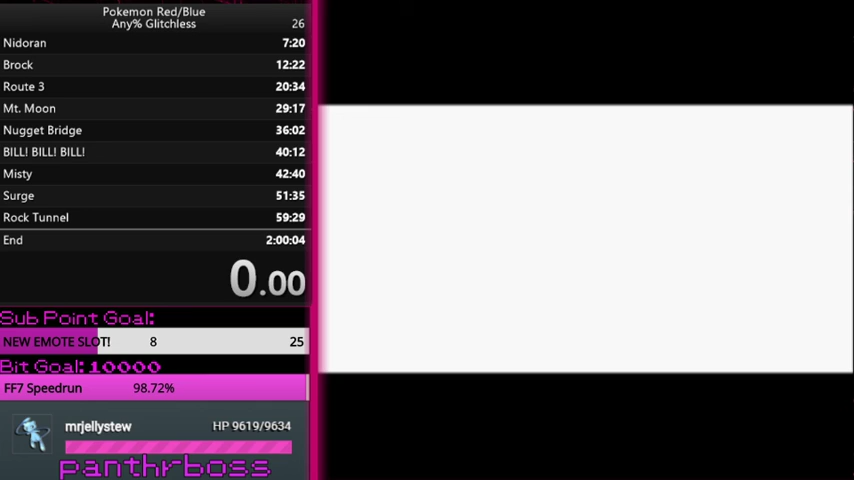 Pokemon Red/Blue
Any% Glitchless 26
Nidoran 7:20
Brock 12:22
Route 3 20:34
Mt. Moon 29:17
Nugget Bridge 36:02
BILL! BILL! BILL! 40:12
Misty 42:40
Surge 51:35
Rock Tunnel 59:29
End 2:00:04
0.00
Sub Point Goal:
NEW EMOTE SLOT! 8 25
Bit Goal: 10000
FF7 Speedrun 98.72%
mrjellystew HP 9619/9634
panthrboss